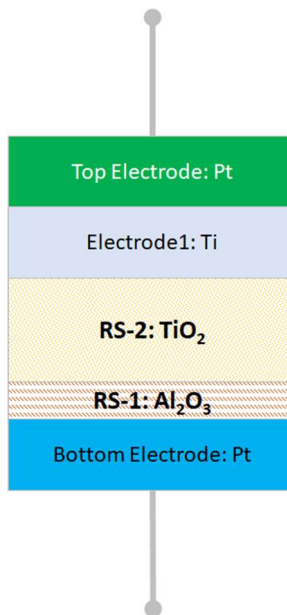 Top Electrode: Pt
Electrode1: Ti
RS-2: TiO₂
RS-1: Al₂O₃
Bottom Electrode: Pt